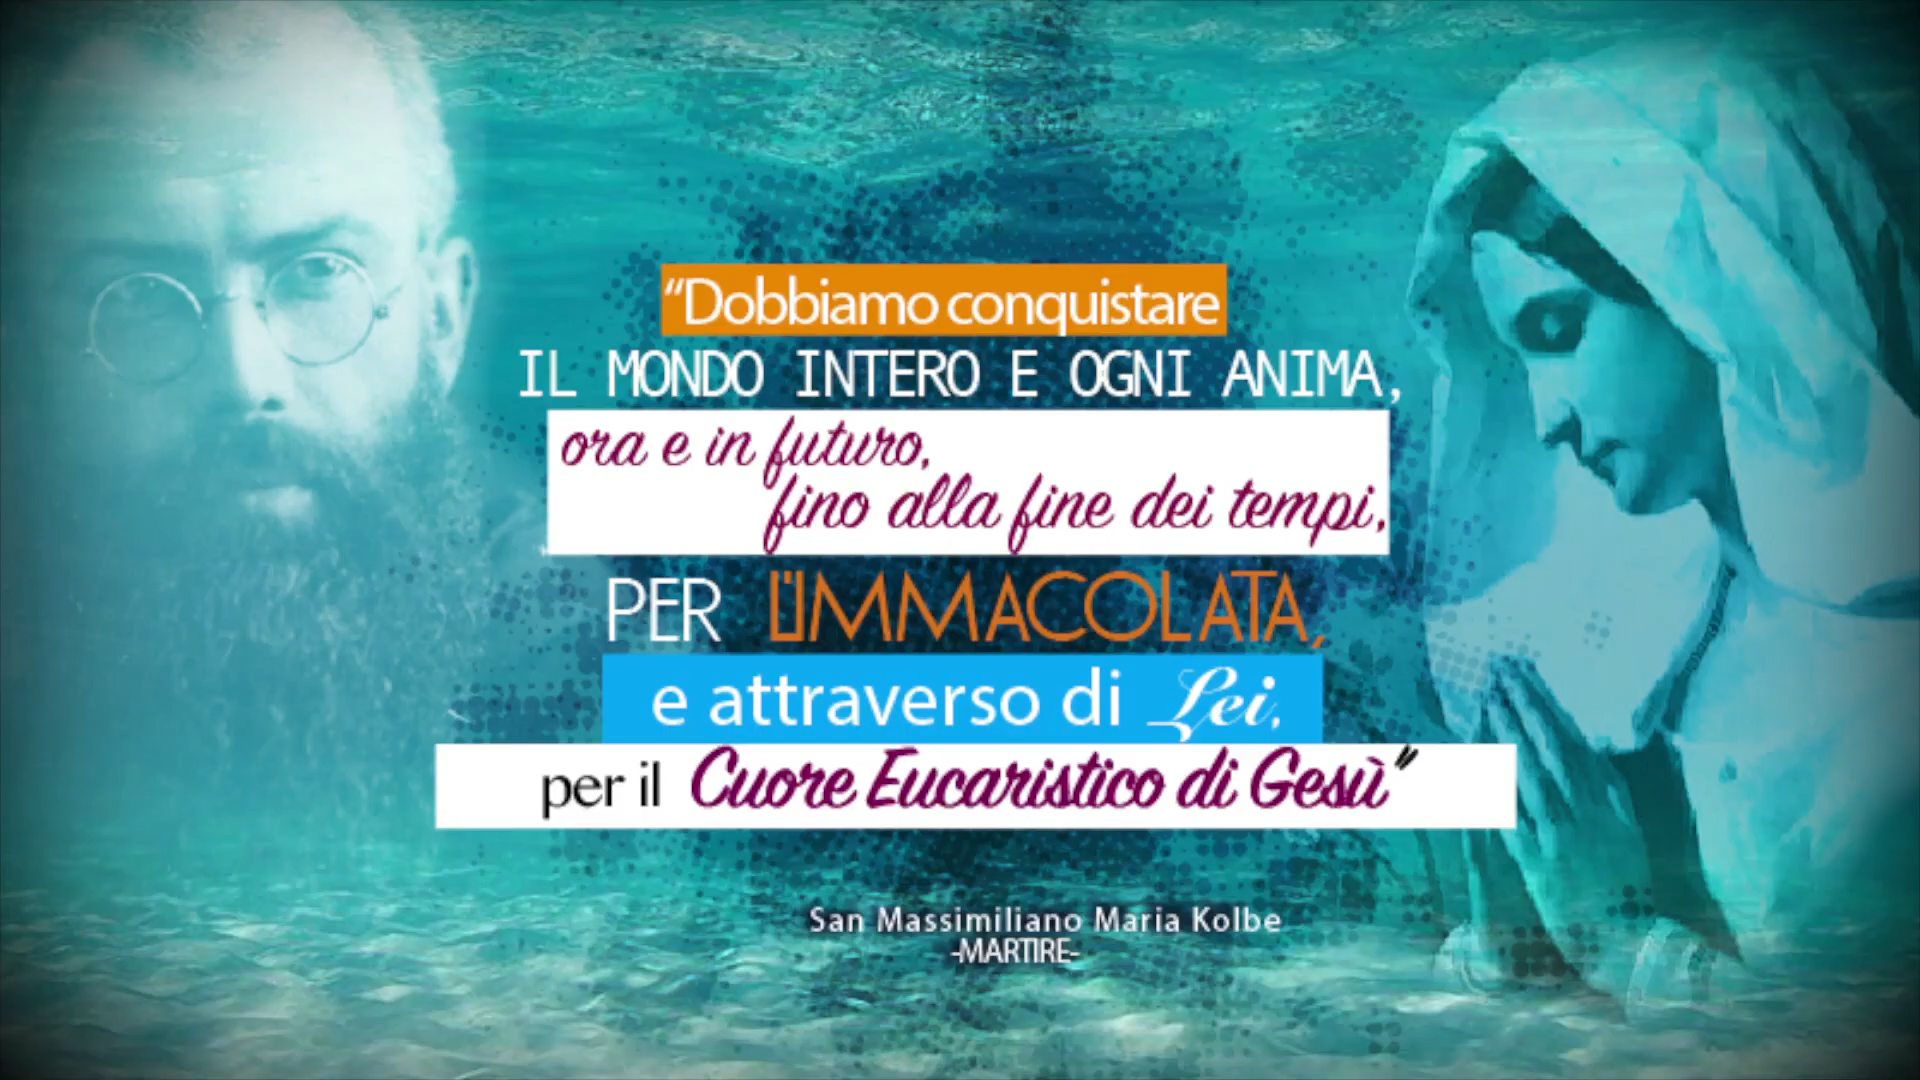 “Dobbiamo conquistare
IL MONDO INTERO E OGNI ANIMA,
ora e in futuro,
fino alla fine dei tempi,
PER L'IMMACOLATA,
e attraverso di Lei,
per il Cuore Eucaristico di Gesù”
San Massimiliano Maria Kolbe
-MARTIRE-